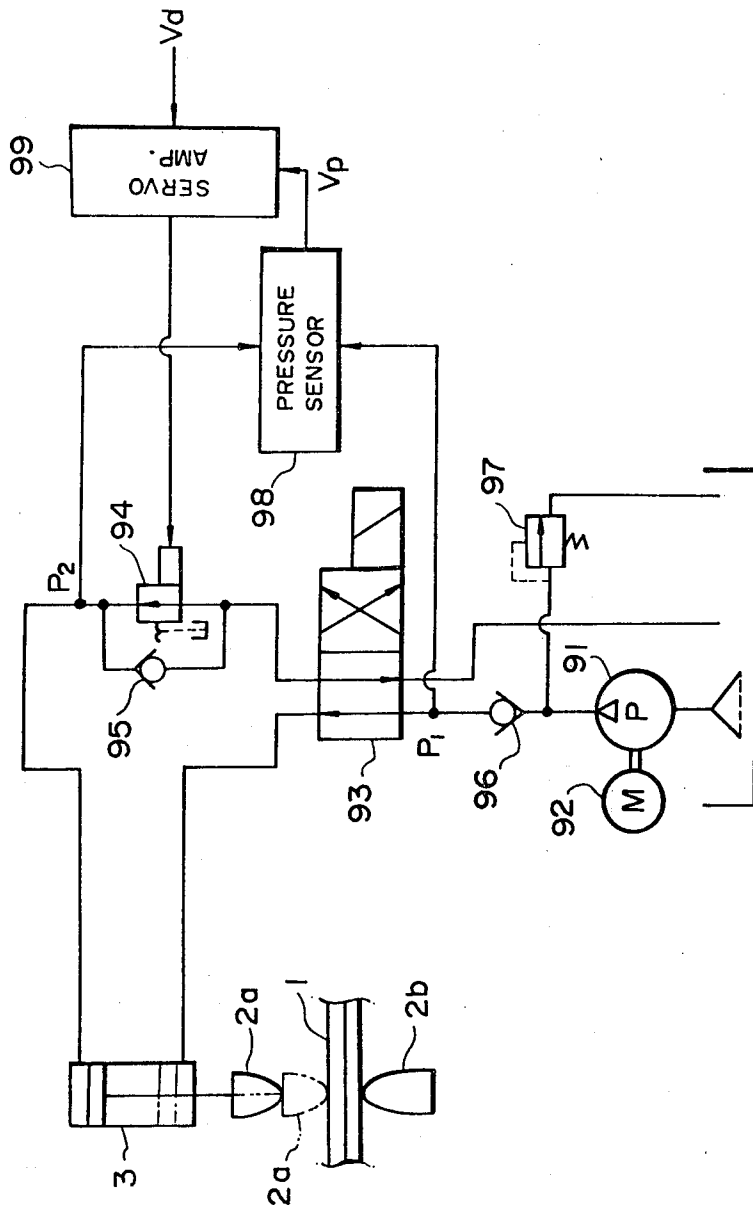 99
SERVO
AMP.
Vd
Vp
PRESSURE
SENSOR
98
P2
94
95
97
93
P1
96
91
P
92
M
3
2a
2a
1
2b